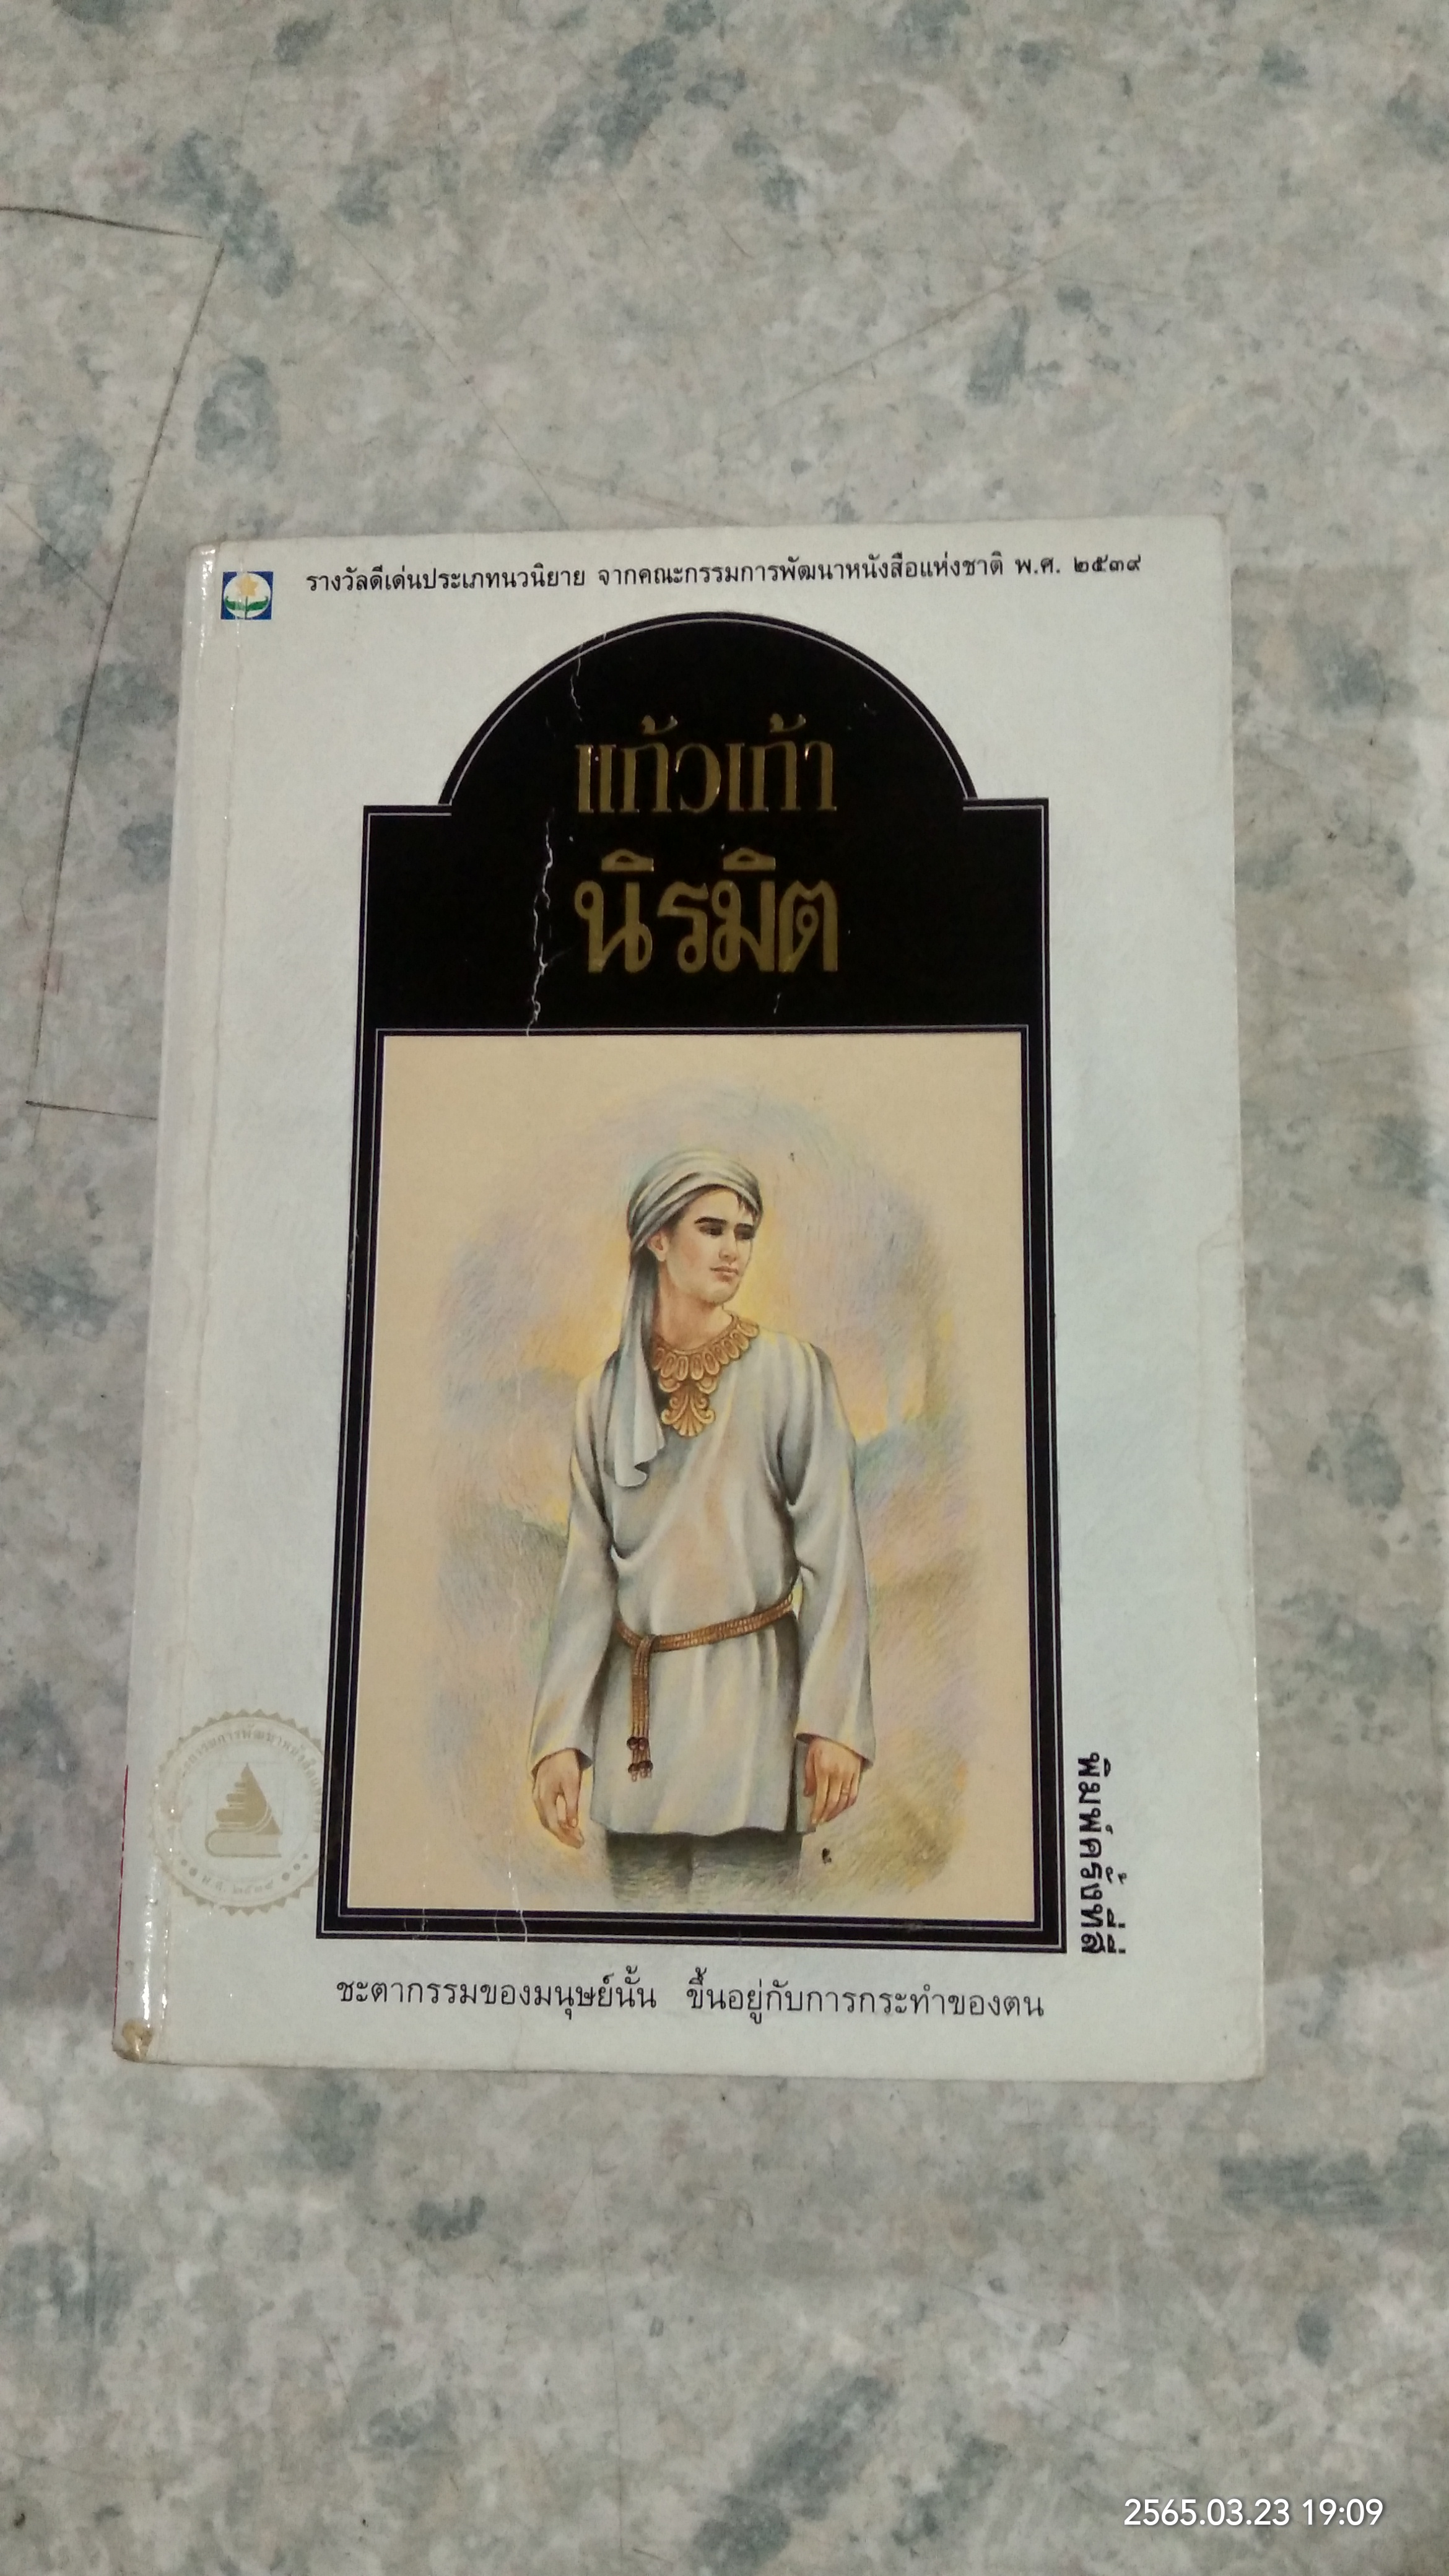 รางวัลดีเด่นประเภทนวนิยาย จากคณะกรรมการพัฒนาหนังสือแห่งชาติ พ.ศ. ๒๕๓๙
แก้วเก้า
นิรมิต
พิมพ์ครั้งที่สี่
ชะตากรรมของมนุษย์นั้น ขึ้นอยู่กับการกระทำของตน
2565.03.23 19:09